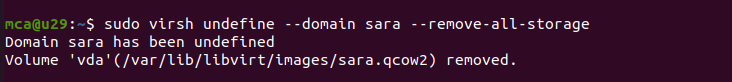 mca@u29:~$ sudo virsh undefine --domain sara --remove-all-storage
Domain sara has been undefined
Volume 'vda'(/var/lib/libvirt/images/sara.qcow2) removed.